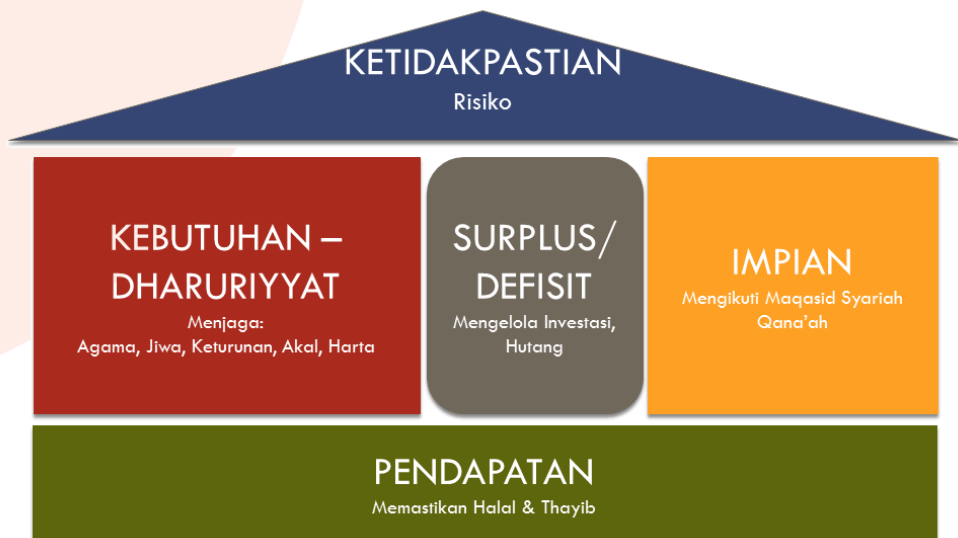 KETIDAKPASTIAN
Risiko
KEBUTUHAN –
DHARURIYYAT
Menjaga:
Agama, Jiwa, Keturunan, Akal, Harta
SURPLUS/
DEFISIT
Mengelola Investasi,
Hutang
IMPIAN
Mengikuti Maqasid Syariah
Qana’ah
PENDAPATAN
Memastikan Halal & Thayib